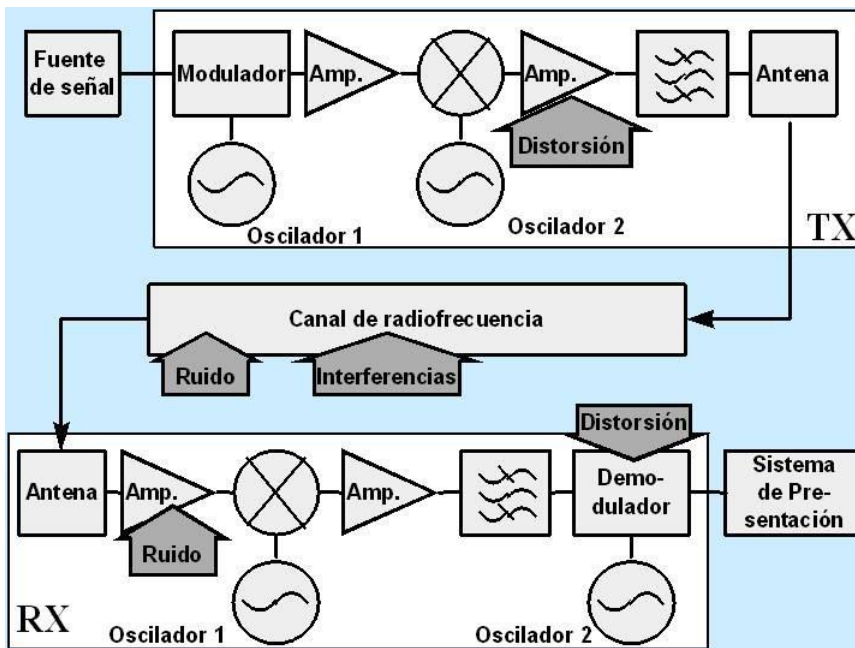 Fuente
de señal
Modulador
Amp.
Amp.
Antena
Distorsión
Oscilador 1
Oscilador 2
TX
Canal de radiofrecuencia
Ruido
Interferencias
Distorsión
Antena
Amp.
Amp.
Demo-
dulador
Sistema
de Pre-
sentación
Ruido
RX
Oscilador 1
Oscilador 2